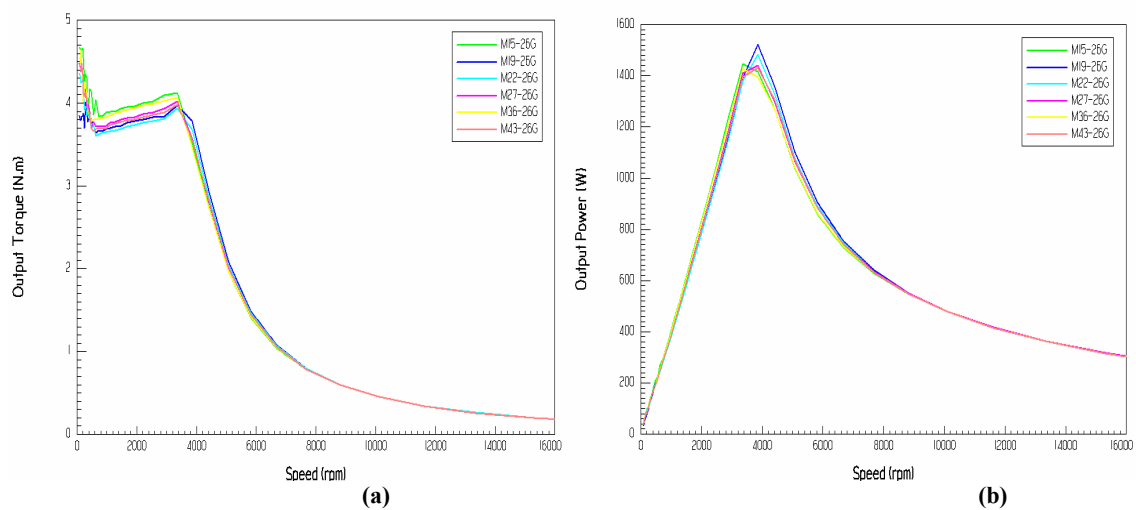 5
4
3
2
1
0
0
2000
4000
6000
8000
10000
12000
14000
16000
Output Torque (N.m)
Speed (rpm)
M15-26G
M19-26G
M22-26G
M27-26G
M36-26G
M43-26G
(a)
1600
1400
1200
1000
800
600
400
200
0
0
2000
4000
6000
8000
10000
12000
14000
16000
Output Power (W)
Speed (rpm)
M15-26G
M19-26G
M22-26G
M27-26G
M36-26G
M43-26G
(b)